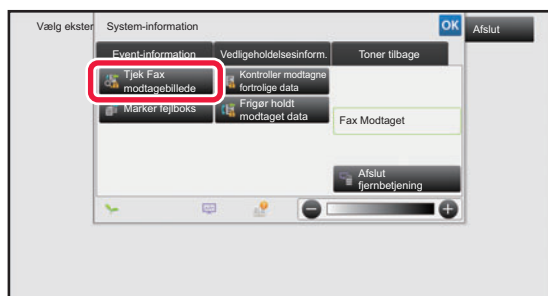 Vælg ekster
System-information
OK
Afslut
Event-information
Vedligeholdelsesinform.
Toner tilbage
Tjek Fax
modtagebillede
Kontroller modtagne
fortrolige data
Marker fejlboks
Frigør holdt
modtaget data
Fax Modtaget
Afslut
fjernbetjening